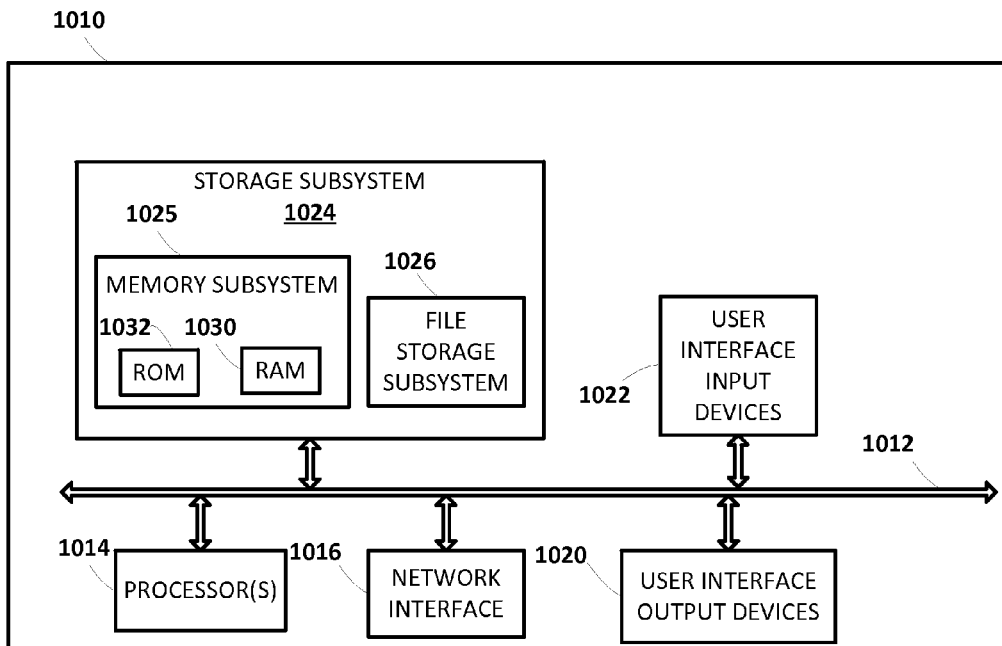 1010
STORAGE SUBSYSTEM
1024
1025
MEMORY SUBSYSTEM
1032
1030
ROM
RAM
1026
FILE
STORAGE
SUBSYSTEM
USER
INTERFACE
INPUT
DEVICES
1022
1012
1014
PROCESSOR(S)
1016
NETWORK
INTERFACE
1020
USER INTERFACE
OUTPUT DEVICES